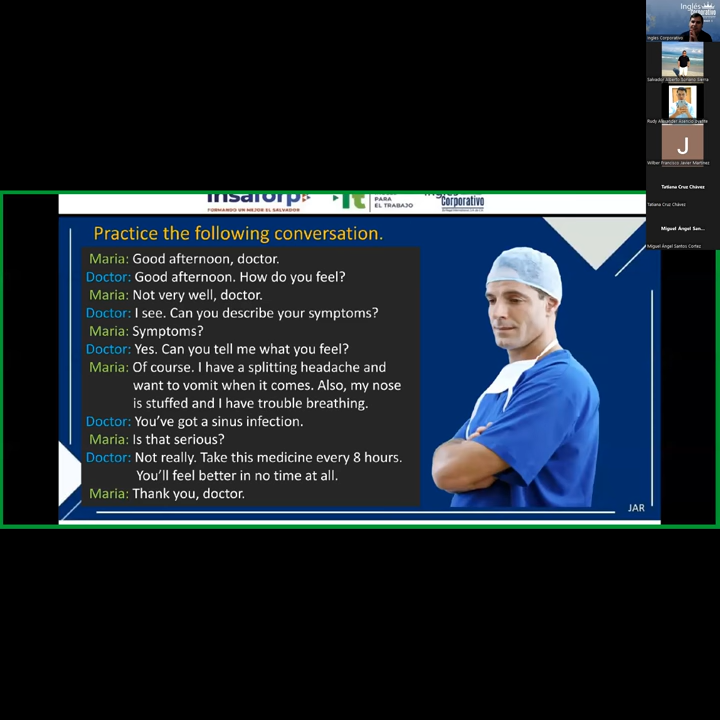 insaforp
FORMANDO UN MEJOR EL SALVADOR
PARA
EL TRABAJO
Inglés
Corporativo
Practice the following conversation.
Maria: Good afternoon, doctor.
Doctor: Good afternoon. How do you feel?
Maria: Not very well, doctor.
Doctor: I see. Can you describe your symptoms?
Maria: Symptoms?
Doctor: Yes. Can you tell me what you feel?
Maria: Of course. I have a splitting headache and
want to vomit when it comes. Also, my nose
is stuffed and I have trouble breathing.
Doctor: You’ve got a sinus infection.
Maria: Is that serious?
Doctor: Not really. Take this medicine every 8 hours.
You’ll feel better in no time at all.
Maria: Thank you, doctor.
JAR
Inglés
Corporativo
Ingles Corporativo
Salvador Alberto Soriano Sierra
Rudy Alexander
J
Wilber Francisco Javier Martinez
Tatiana Cruz Chávez
Tatiana Cruz Chávez
Miguel Ángel San...
Miguel Ángel Santos Cortez